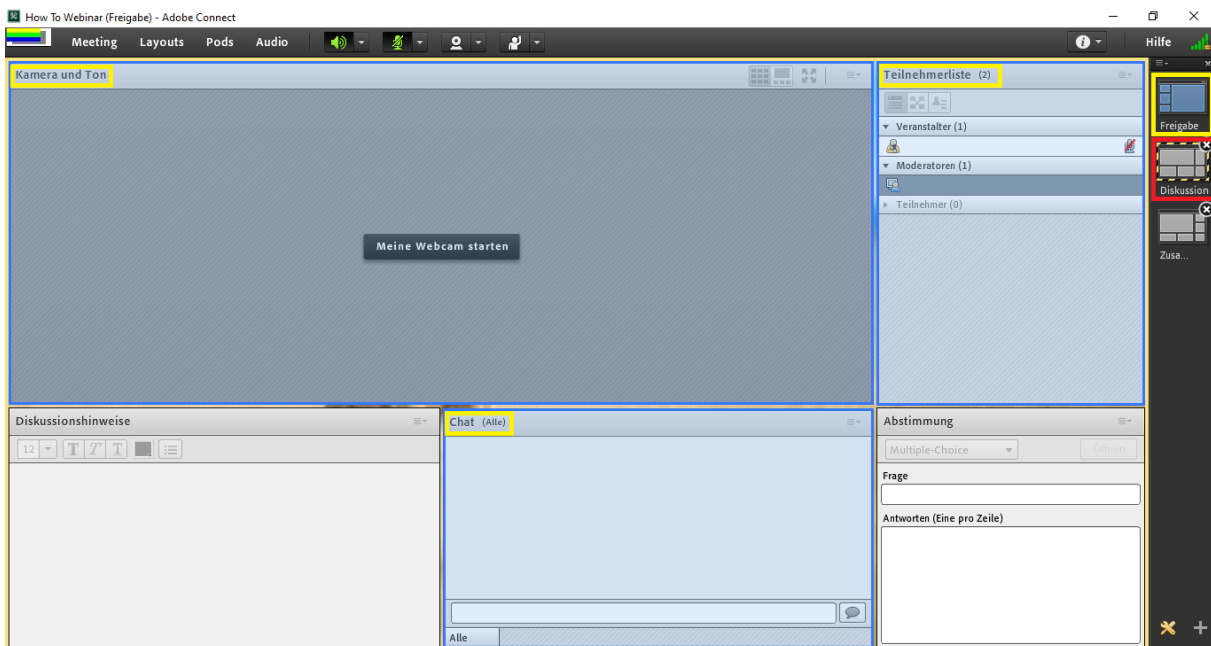 How To Webinar (Freigabe) - Adobe Connect
Meeting Layouts Pods Audio Hilfe
Kamera und Ton
Meine Webcam starten
Teilnehmerliste (2)
Veranstalter (1)
Moderatoren (1)
Teilnehmer (0)
Freigabe
Diskussion
Zusa...
Diskussionshinweise
12 T T T
Chat (Alle)
Alle
Abstimmung
Multiple-Choice Öffnen
Frage
Antworten (Eine pro Zeile)